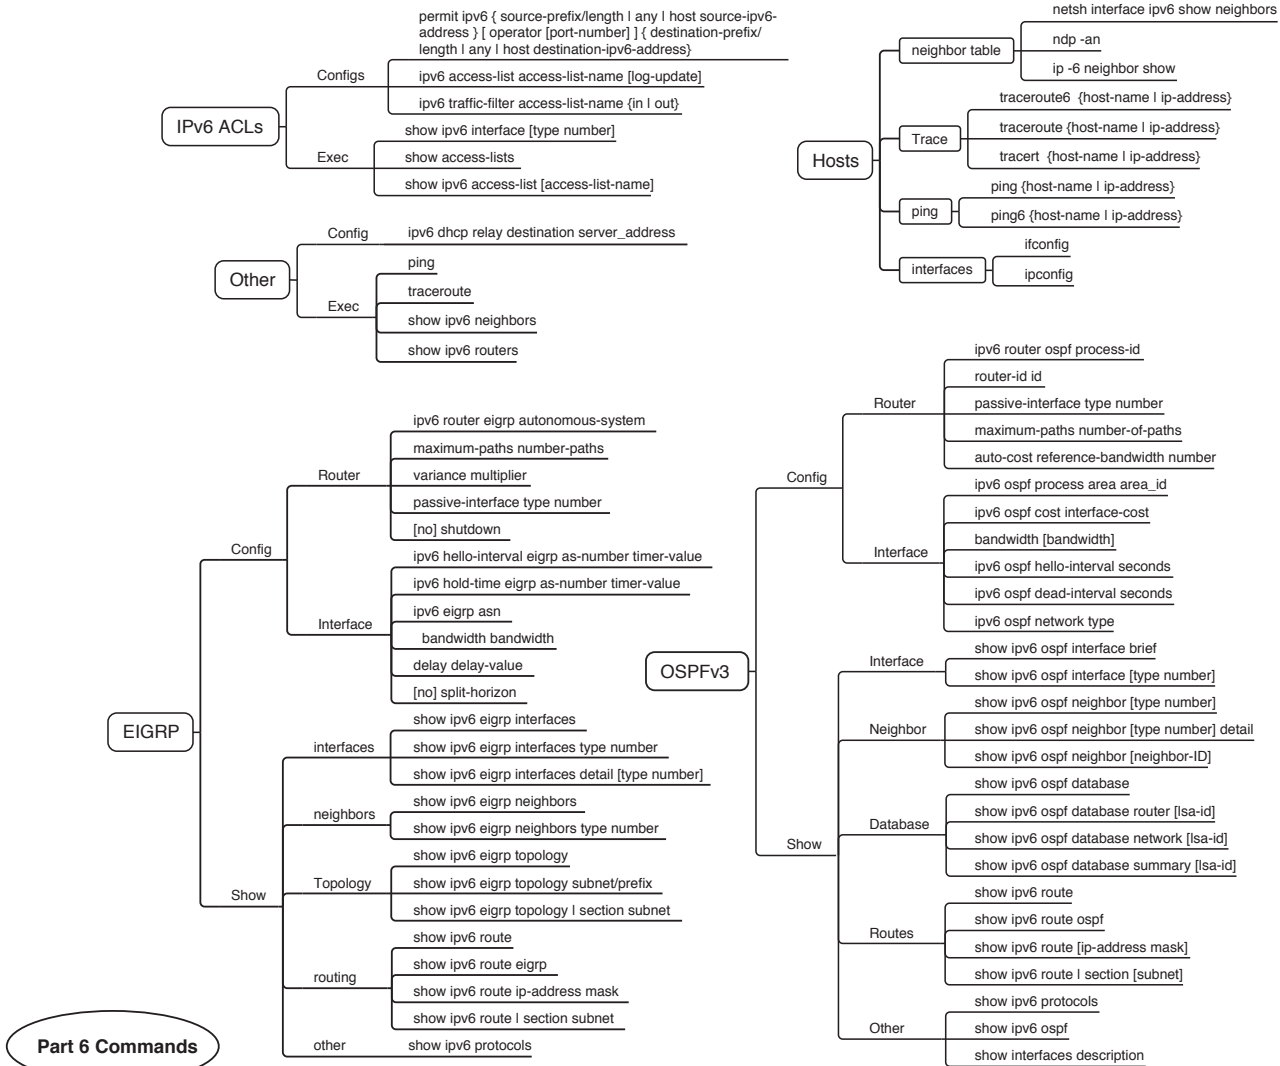 permit ipv6 { source-prefix/length | any | host source-ipv6-
address } [ operator [port-number] ] { destination-prefix/
length | any | host destination-ipv6-address}
Configs
ipv6 access-list access-list-name [log-update]
ipv6 traffic-filter access-list-name {in | out}
IPv6 ACLs
show ipv6 interface [type number]
Exec
show access-lists
show ipv6 access-list [access-list-name]
Config
ipv6 dhcp relay destination server_address
Other
ping
Exec
traceroute
show ipv6 neighbors
show ipv6 routers
netsh interface ipv6 show neighbors
neighbor table
ndp -an
ip -6 neighbor show
traceroute6 {host-name | ip-address}
Trace
traceroute {host-name | ip-address}
tracert {host-name | ip-address}
Hosts
ping {host-name | ip-address}
ping
ping6 {host-name | ip-address}
ifconfig
interfaces
ipconfig
ipv6 router eigrp autonomous-system
maximum-paths number-paths
Router
variance multiplier
passive-interface type number
[no] shutdown
Config
ipv6 hello-interval eigrp as-number timer-value
ipv6 hold-time eigrp as-number timer-value
ipv6 eigrp asn
Interface
bandwidth bandwidth
delay delay-value
[no] split-horizon
EIGRP
show ipv6 eigrp interfaces
interfaces
show ipv6 eigrp interfaces type number
show ipv6 eigrp interfaces detail [type number]
show ipv6 eigrp neighbors
neighbors
show ipv6 eigrp neighbors type number
show ipv6 eigrp topology
Topology
show ipv6 eigrp topology subnet/prefix
show ipv6 eigrp topology | section subnet
Show
show ipv6 route
show ipv6 route eigrp
routing
show ipv6 route ip-address mask
show ipv6 route | section subnet
other
show ipv6 protocols
ipv6 router ospf process-id
router-id id
Router
passive-interface type number
maximum-paths number-of-paths
auto-cost reference-bandwidth number
Config
ipv6 ospf process area area_id
ipv6 ospf cost interface-cost
bandwidth [bandwidth]
Interface
ipv6 ospf hello-interval seconds
ipv6 ospf dead-interval seconds
ipv6 ospf network type
OSPFv3
show ipv6 ospf interface brief
Interface
show ipv6 ospf interface [type number]
show ipv6 ospf neighbor [type number]
Neighbor
show ipv6 ospf neighbor [type number] detail
show ipv6 ospf neighbor [neighbor-ID]
show ipv6 ospf database
show ipv6 ospf database router [lsa-id]
Database
show ipv6 ospf database network [lsa-id]
show ipv6 ospf database summary [lsa-id]
Show
show ipv6 route
show ipv6 route ospf
Routes
show ipv6 route [ip-address mask]
show ipv6 route | section [subnet]
show ipv6 protocols
Other
show ipv6 ospf
show interfaces description
Part 6 Commands